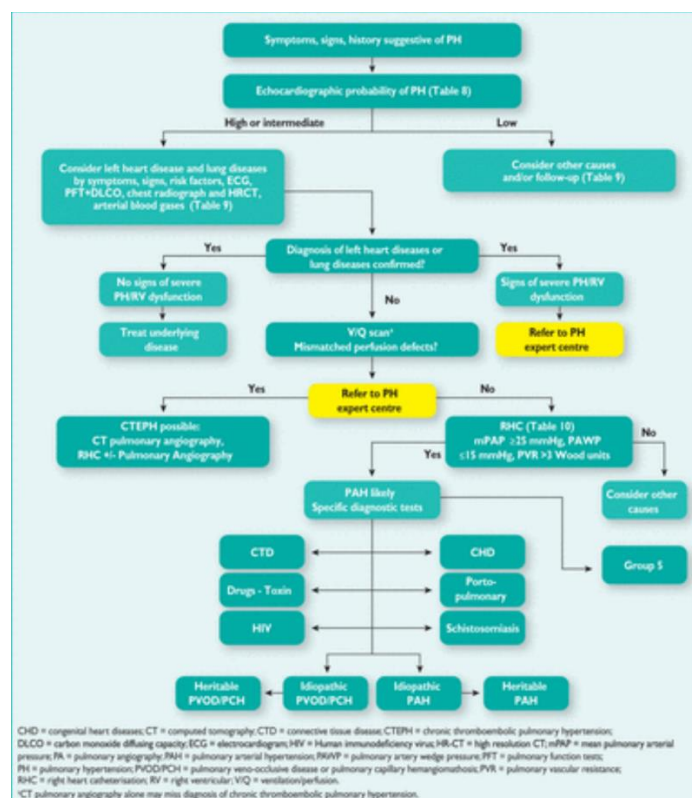 Symptoms, signs, history suggestive of PH
Echocardiographic probability of PH (Table 8)
High or intermediate
Low
Consider left heart disease and lung diseases
by symptoms, signs, risk factors, ECG,
PFT+DLCO, chest radiograph and HRCT,
arterial blood gases (Table 9)
Consider other causes
and/or follow-up (Table 9)
Yes
Diagnosis of left heart diseases or
lung diseases confirmed?
Yes
No signs of severe
PH/RV dysfunction
Signs of severe PH/RV
dysfunction
No
Treat underlying
disease
V/Q scanᵃ
Mismatched perfusion defects?
Refer to PH
expert centre
Yes
Refer to PH
expert centre
No
CTEPH possible:
CT pulmonary angiography,
RHC +/- Pulmonary Angiography
RHC (Table 10)
mPAP ≥25 mmHg, PAWP
≤15 mmHg, PVR >3 Wood units
Yes
No
PAH likely
Specific diagnostic tests
Consider other
causes
CTD
CHD
Group 5
Drugs - Toxin
Porto-
pulmonary
HIV
Schistosomiasis
Heritable
PVOD/PCH
Idiopathic
PVOD/PCH
Idiopathic
PAH
Heritable
PAH
CHD = congenital heart diseases; CT = computed tomography; CTD = connective tissue disease; CTEPH = chronic thromboembolic pulmonary hypertension;
DLCO = carbon monoxide diffusing capacity; ECG = electrocardiogram; HIV = Human immunodeficiency virus; HR-CT = high resolution CT; mPAP = mean pulmonary arterial
pressure; PA = pulmonary angiography; PAH = pulmonary arterial hypertension; PAWP = pulmonary artery wedge pressure; PFT = pulmonary function tests;
PH = pulmonary hypertension; PVOD/PCH = pulmonary veno-occlusive disease or pulmonary capillary hemangiomathosis; PVR = pulmonary vascular resistance;
RHC = right heart catheterisation; RV = right ventricular; V/Q = ventilation/perfusion.
ᵃCT pulmonary angiography alone may miss diagnosis of chronic thromboembolic pulmonary hypertension.